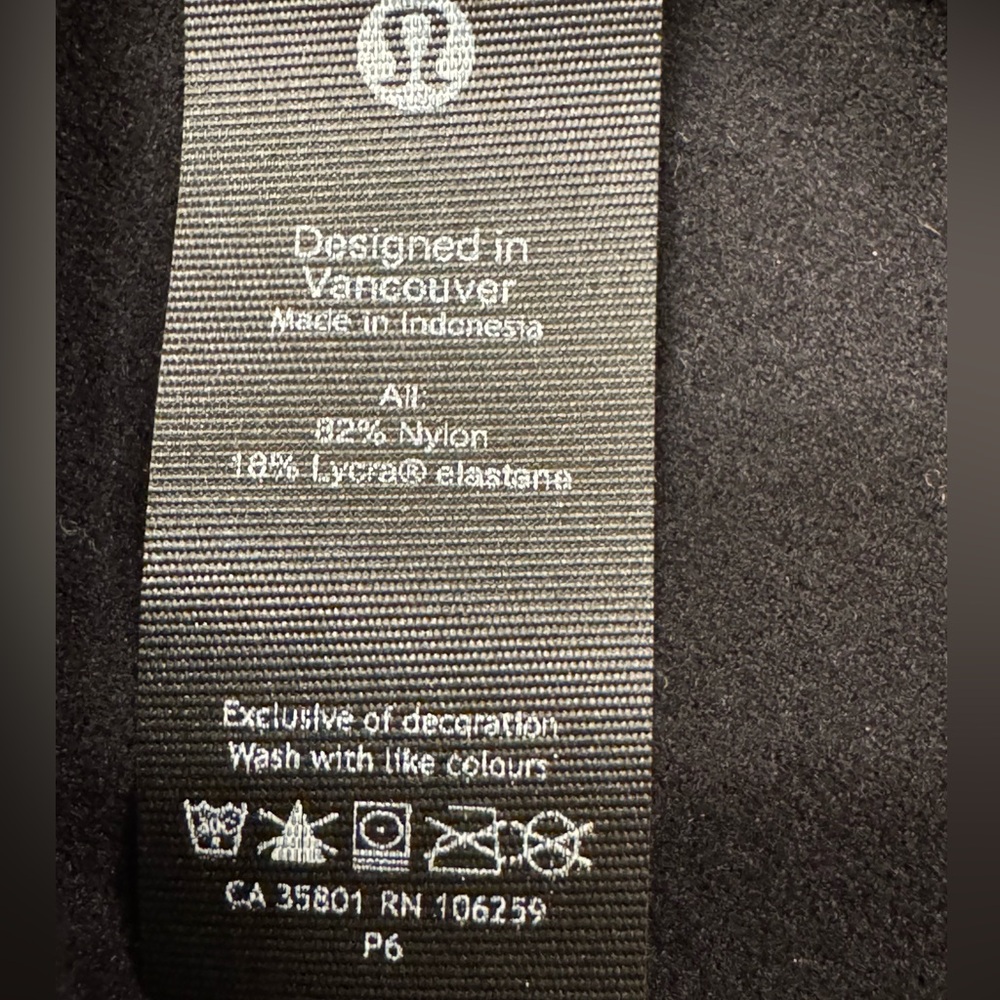 Designed in
Vancouver
Made in Indonesia
All:
82% Nylon
18% Lycra® elastane
Exclusive of decoration
Wash with like colours
30C
CA 35801 RN 106259
P6